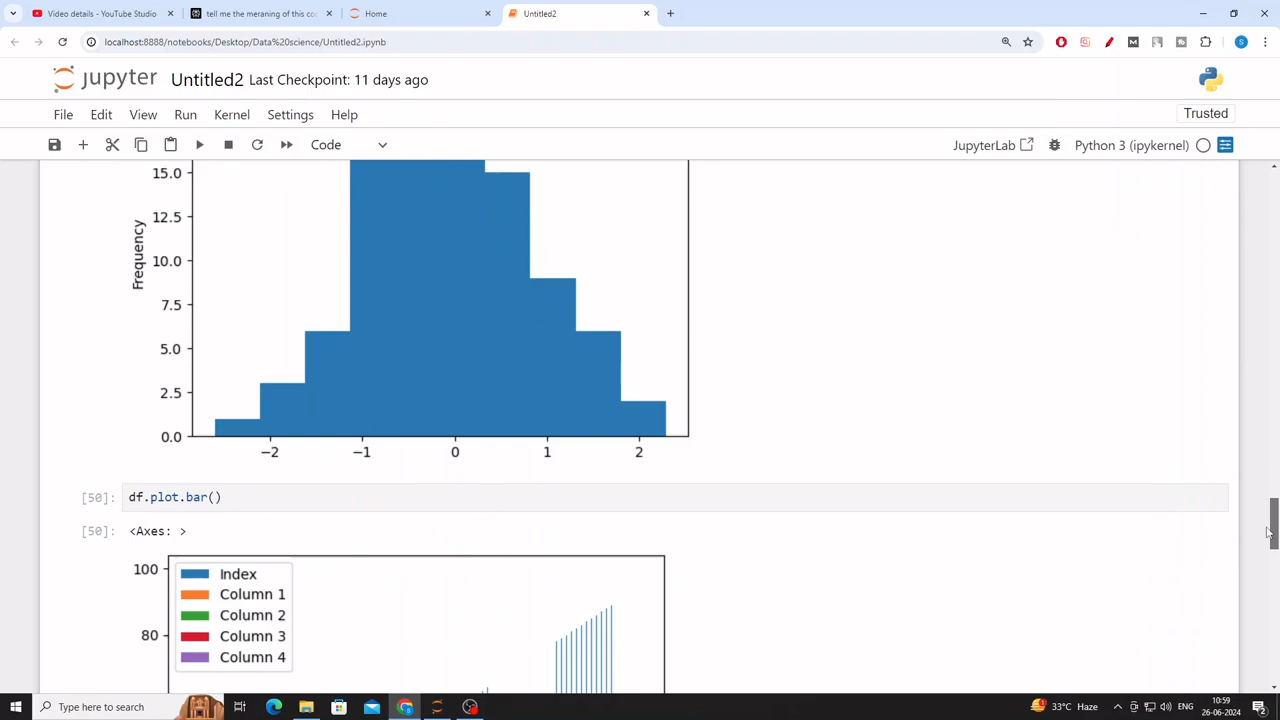 Video details - YouTube Studio
tell me the meraning of this co
Home
Untitled2
localhost:8888/notebooks/Desktop/Data%20science/Untitled2.ipynb
jupyter Untitled2 Last Checkpoint: 11 days ago
File Edit View Run Kernel Settings Help
Trusted
Code
JupyterLab
Python 3 (ipykernel)
15.0
12.5
10.0
7.5
5.0
2.5
0.0
Frequency
−2 −1 0 1 2
[50]: df.plot.bar()
[50]: <Axes: >
100
80
Index
Column 1
Column 2
Column 3
Column 4
Type here to search
33°C Haze
10:59
26-06-2024